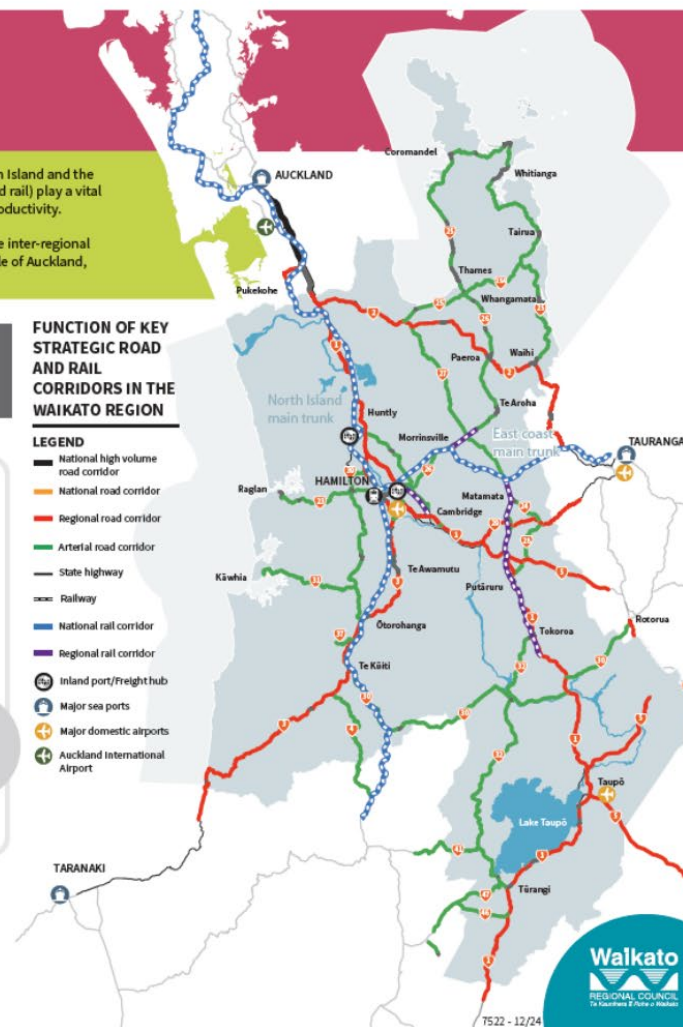 n Island and the
d rail) play a vital
oductivity.
e inter-regional
le of Auckland,
FUNCTION OF KEY
STRATEGIC ROAD
AND RAIL
CORRIDORS IN THE
WAIKATO REGION
LEGEND
National high volume
road corridor
National road corridor
Regional road corridor
Arterial road corridor
State highway
Railway
National rail corridor
Regional rail corridor
Inland port/Freight hub
Major sea ports
Major domestic airports
Auckland International
Airport
AUCKLAND
Pukekohe
Coromandel
Whitianga
Tairua
Thames
Whangamata
Paeroa
Waihi
Te Aroha
North Island
main trunk
Huntly
Morrinsville
East coast
main trunk
TAURANGA
HAMILTON
Raglan
Matamata
Cambridge
Kāwhia
Te Awamutu
Putāruru
Ōtorohanga
Tokoroa
Rotorua
Te Kūiti
Taupō
Lake Taupō
TARANAKI
Tūrangi
Waikato
REGIONAL COUNCIL
Te Kaunihera ā Rohe o Waikato
7522 - 12/24